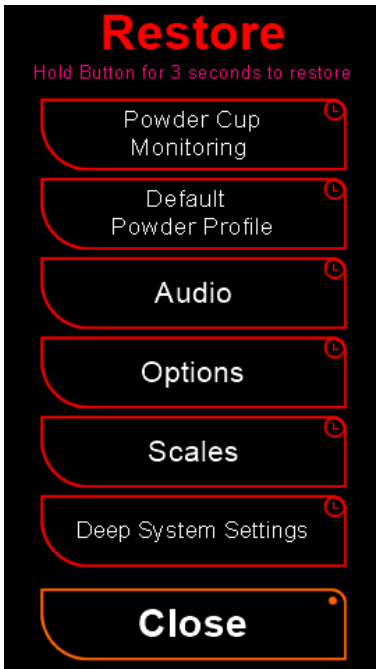 Restore
Hold Button for 3 seconds to restore
Powder Cup
Monitoring
Default
Powder Profile
Audio
Options
Scales
Deep System Settings
Close